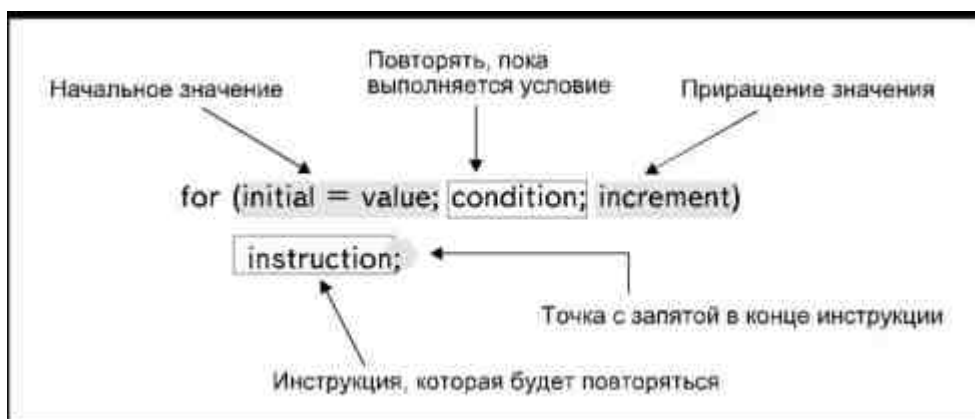 Повторять, пока
выполняется условие
Начальное значение
Приращение значения
for (initial = value; condition; increment)
instruction;
Точка с запятой в конце инструкции
Инструкция, которая будет повторяться